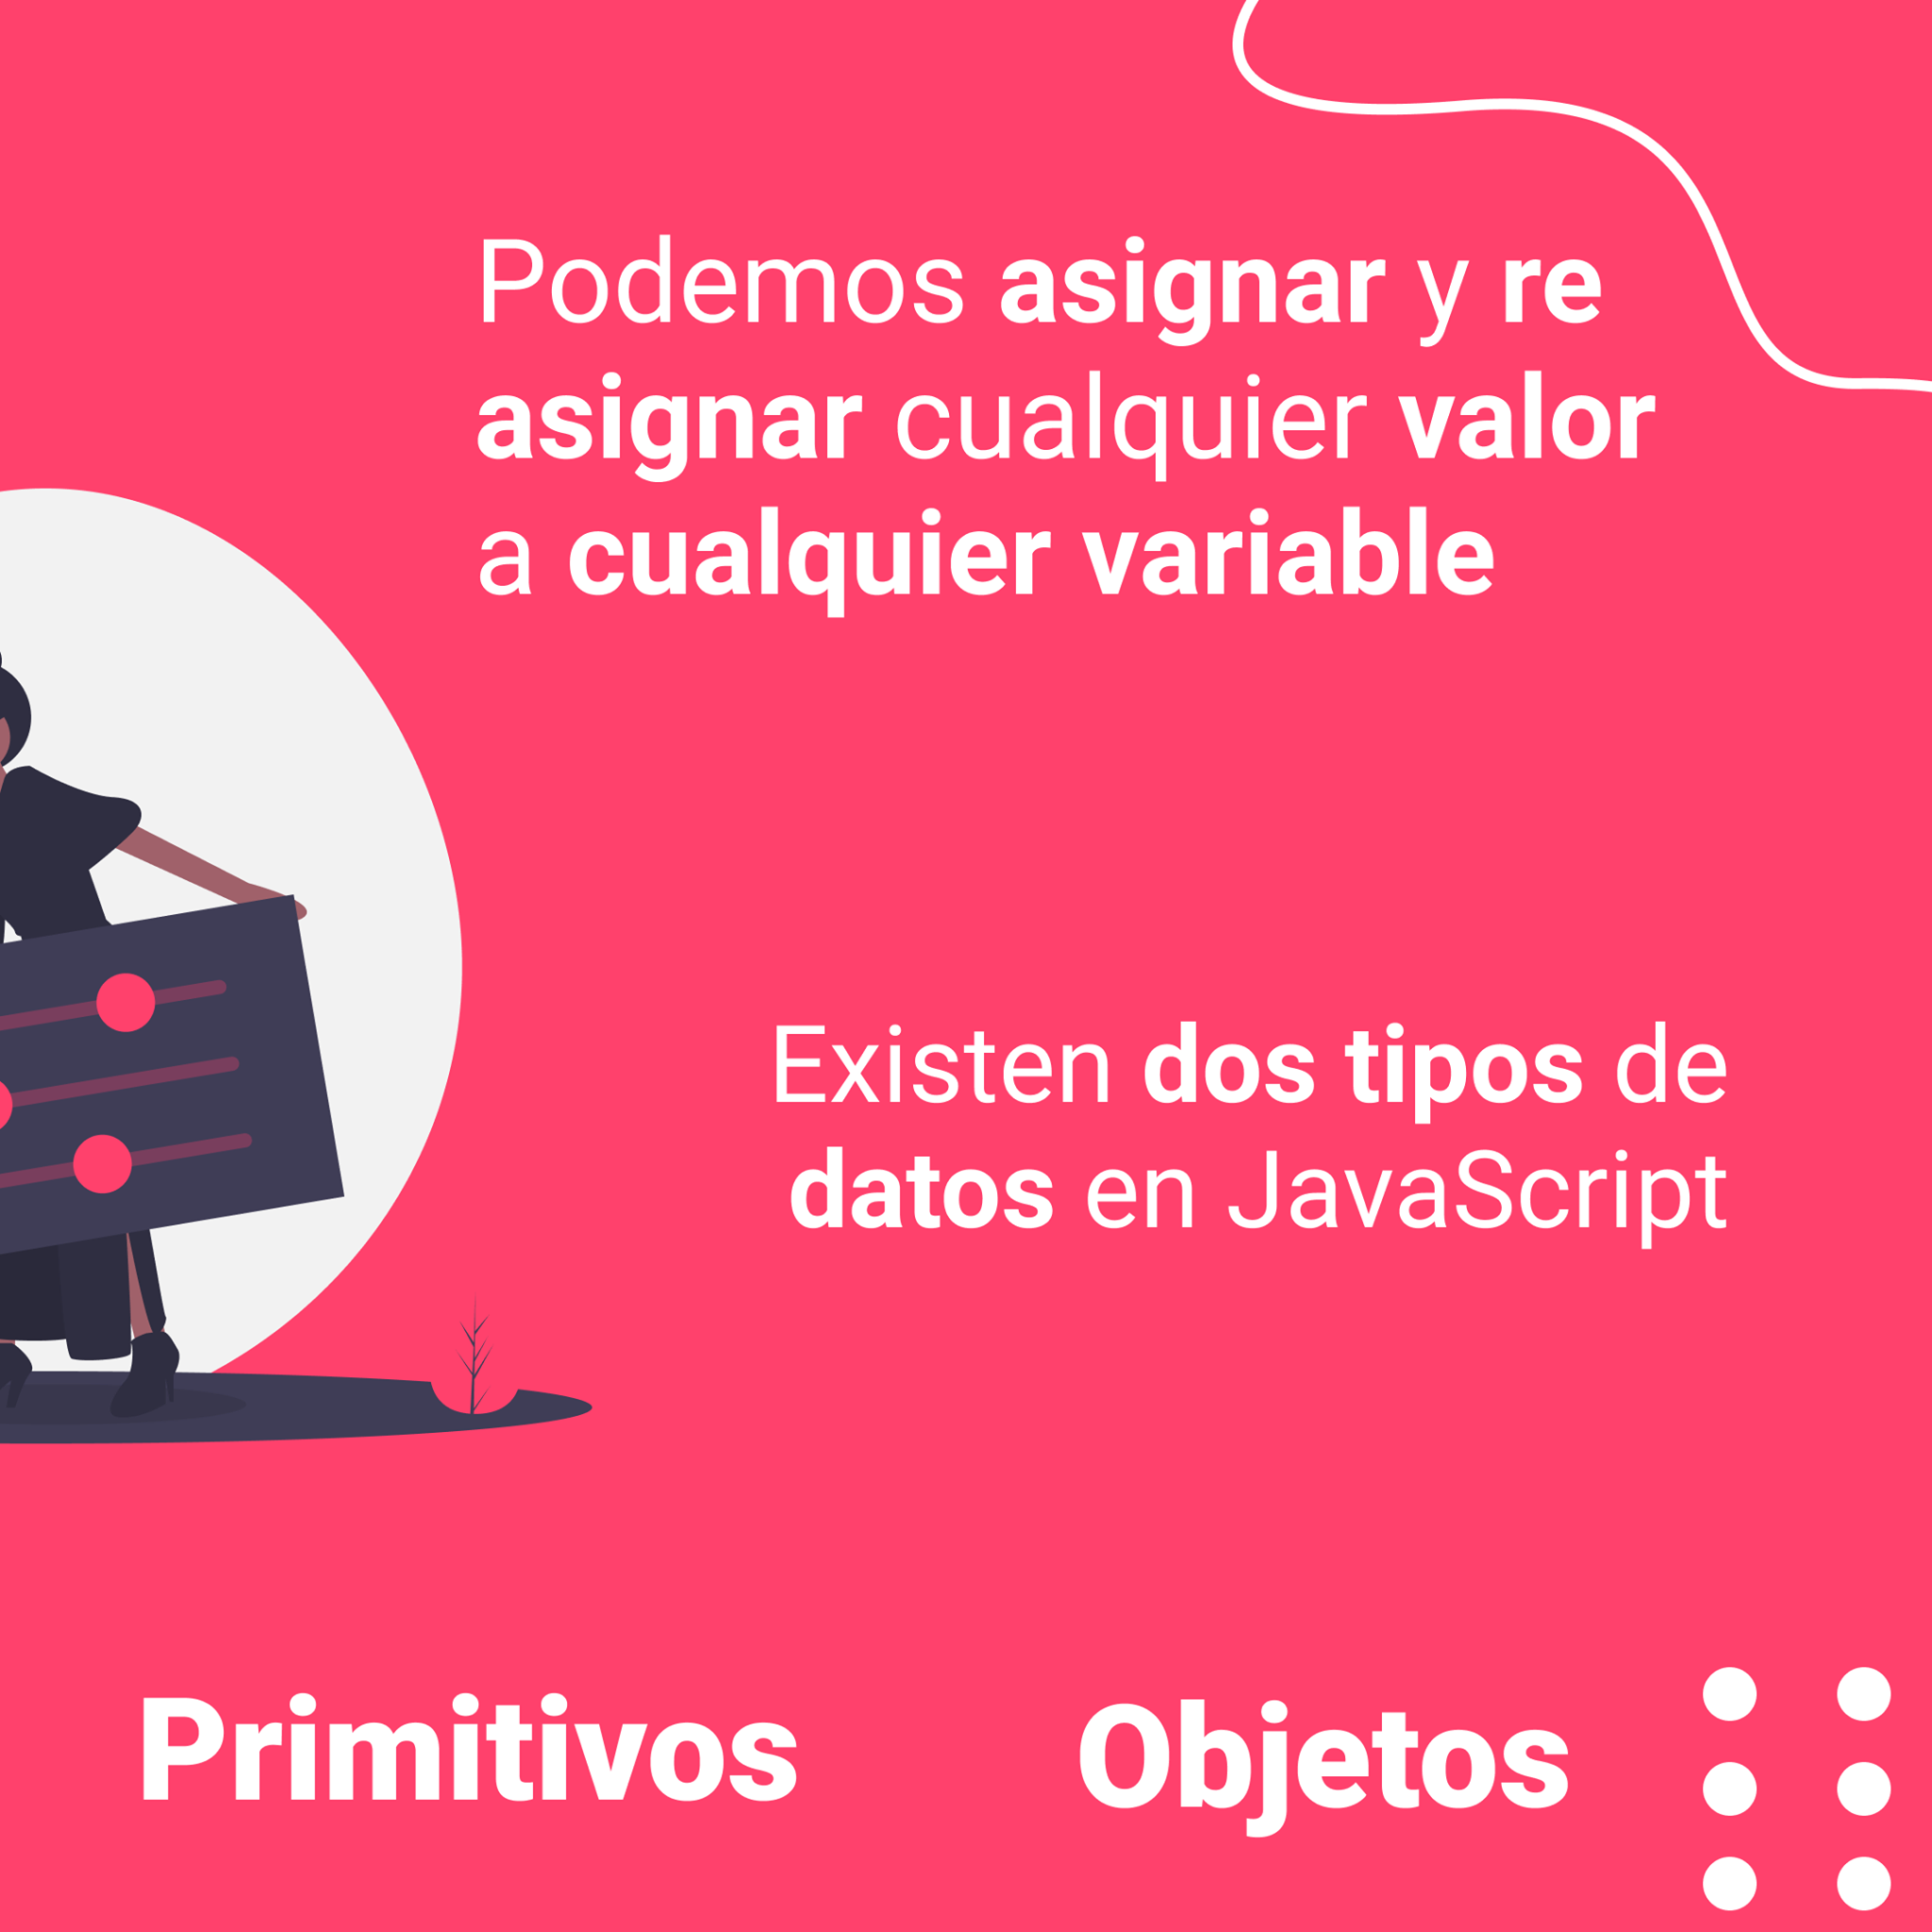 Podemos asignar y re
asignar cualquier valor
a cualquier variable
Existen dos tipos de
datos en JavaScript
Primitivos
Objetos